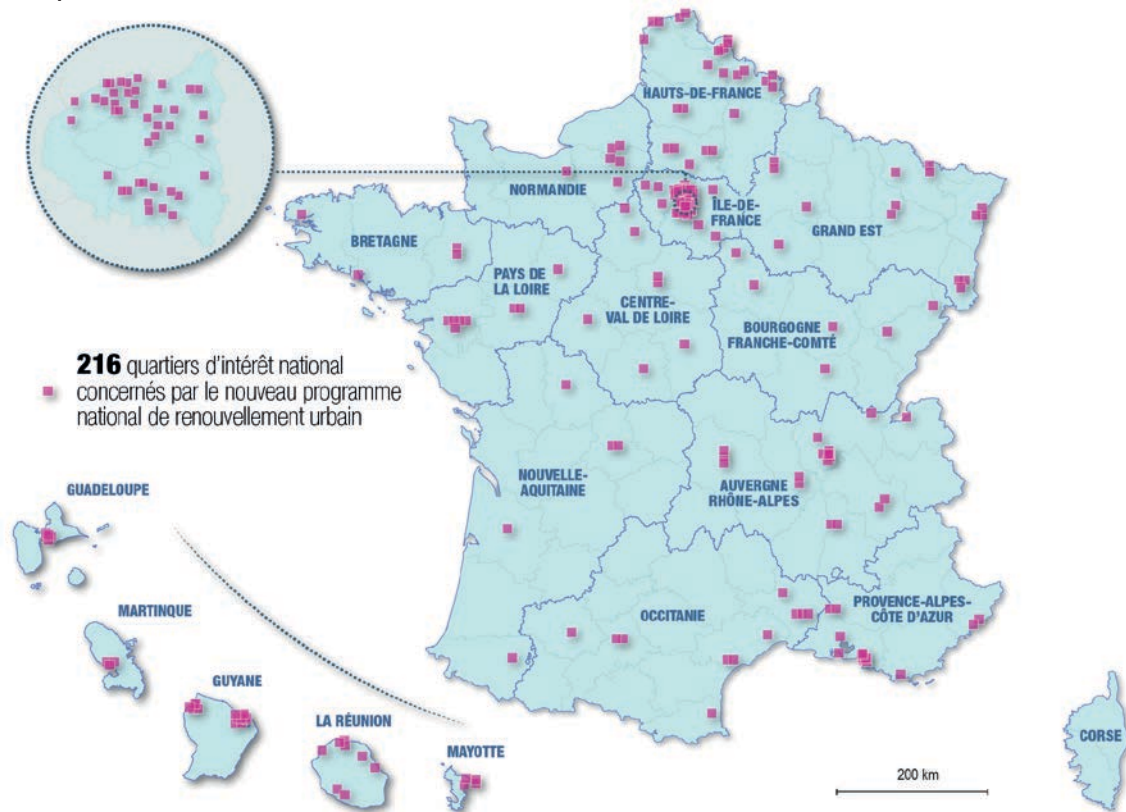 HAUTS-DE-FRANCE
NORMANDIE
ÎLE-DE-
FRANCE
GRAND EST
BRETAGNE
PAYS DE
LA LOIRE
CENTRE-
VAL DE LOIRE
BOURGOGNE
FRANCHE-COMTÉ
216 quartiers d'intérêt national
concernés par le nouveau programme
national de renouvellement urbain
NOUVELLE-
AQUITAINE
AUVERGNE
RHÔNE-ALPES
GUADELOUPE
MARTINQUE
OCCITANIE
PROVENCE-ALPES-
CÔTE D'AZUR
GUYANE
LA RÉUNION
MAYOTTE
CORSE
200 km